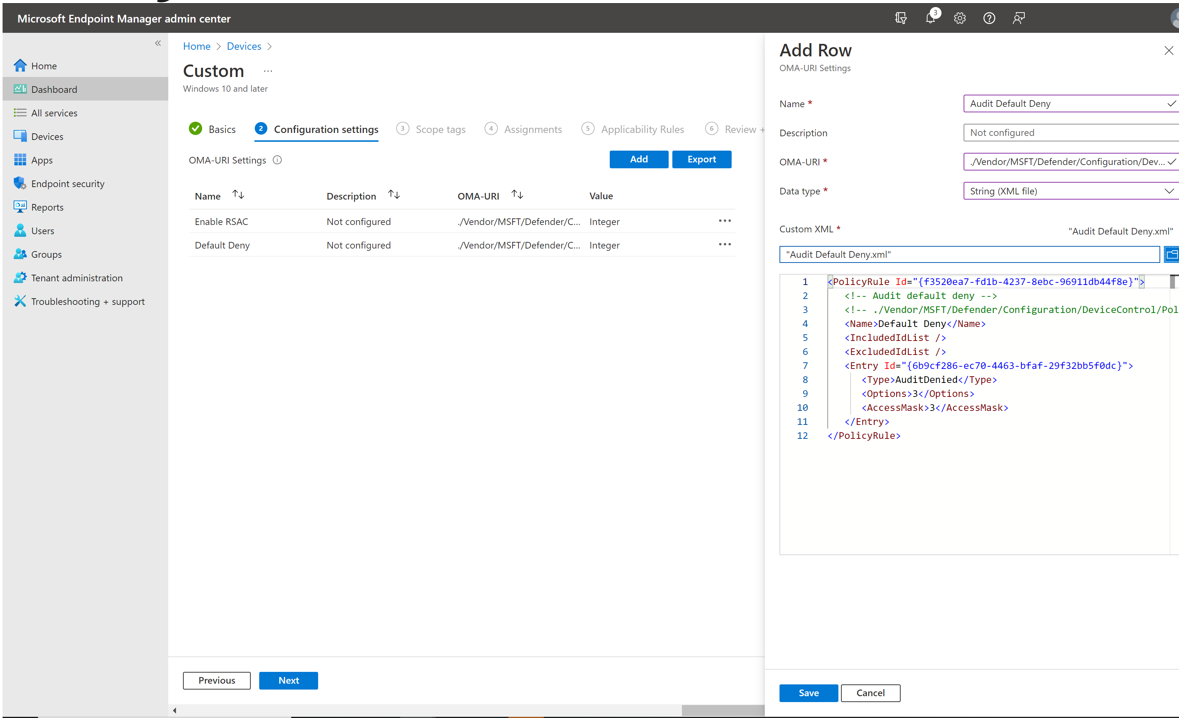 Microsoft Endpoint Manager admin center
3
«
Home
Dashboard
All services
Devices
Apps
Endpoint security
Reports
Users
Groups
Tenant administration
Troubleshooting + support
Home > Devices >
Custom ...
Windows 10 and later
Basics 2 Configuration settings 3 Scope tags 4 Assignments 5 Applicability Rules 6 Review +
OMA-URI Settings
Add Export
Name ↑↓ Description ↑↓ OMA-URI ↑↓ Value
Enable RSAC Not configured ./Vendor/MSFT/Defender/C... Integer ...
Default Deny Not configured ./Vendor/MSFT/Defender/C... Integer ...
Previous Next
Add Row
OMA-URI Settings
Name * Audit Default Deny
Description Not configured
OMA-URI * ./Vendor/MSFT/Defender/Configuration/Dev...
Data type * String (XML file)
Custom XML * "Audit Default Deny.xml"
"Audit Default Deny.xml"
1 <PolicyRule Id="{f3520ea7-fd1b-4237-8ebc-96911db44f8e}">
2 <!-- Audit default deny -->
3 <!-- ./Vendor/MSFT/Defender/Configuration/DeviceControl/Pol
4 <Name>Default Deny</Name>
5 <IncludedIdList />
6 <ExcludedIdList />
7 <Entry Id="{6b9cf286-ec70-4463-bfaf-29f32bb5f0dc}">
8 <Type>AuditDenied</Type>
9 <Options>3</Options>
10 <AccessMask>3</AccessMask>
11 </Entry>
12 </PolicyRule>
Save Cancel